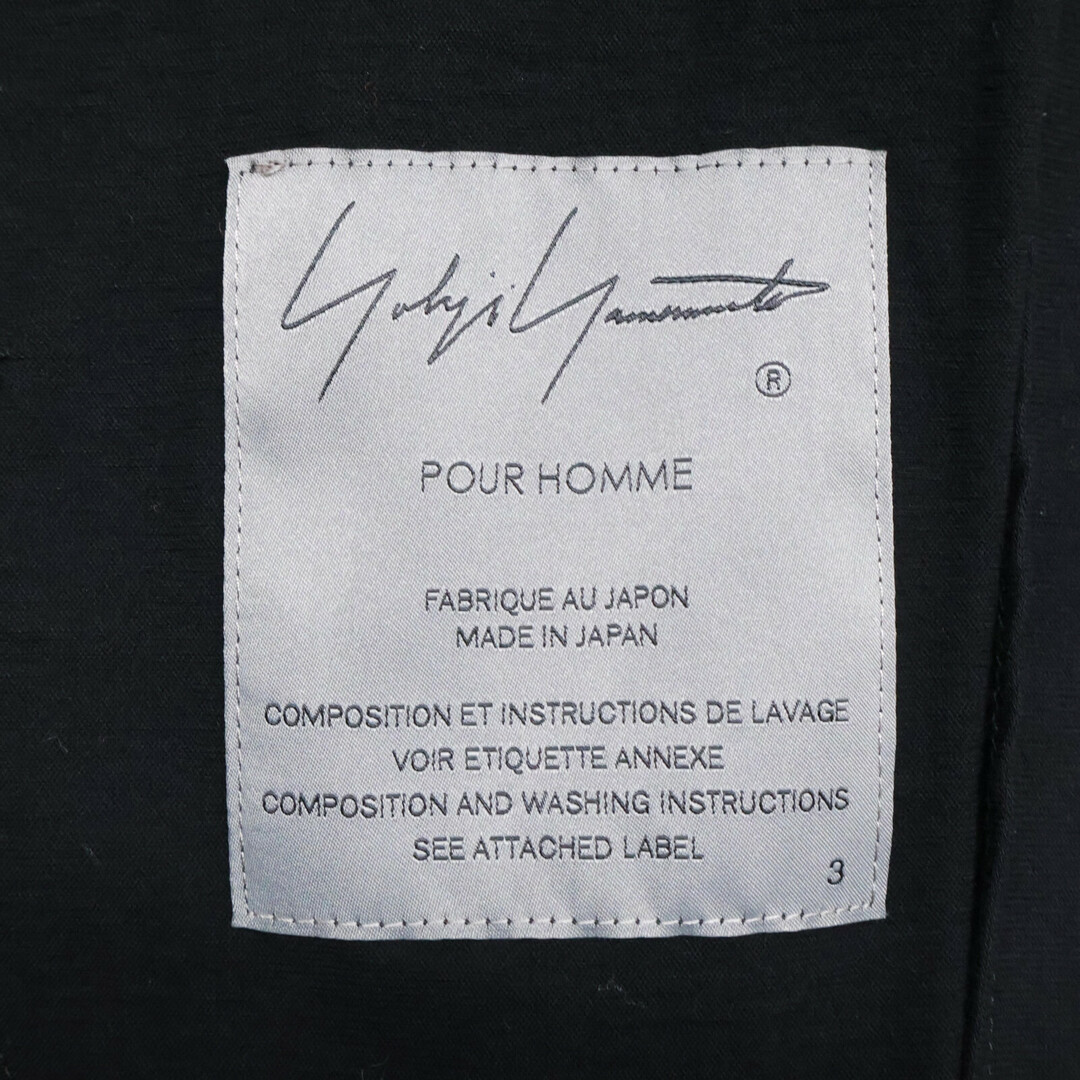 Yohji Yamamoto
®
POUR HOMME
FABRIQUE AU JAPON
MADE IN JAPAN
COMPOSITION ET INSTRUCTIONS DE LAVAGE
VOIR ETIQUETTE ANNEXE
COMPOSITION AND WASHING INSTRUCTIONS
SEE ATTACHED LABEL
3